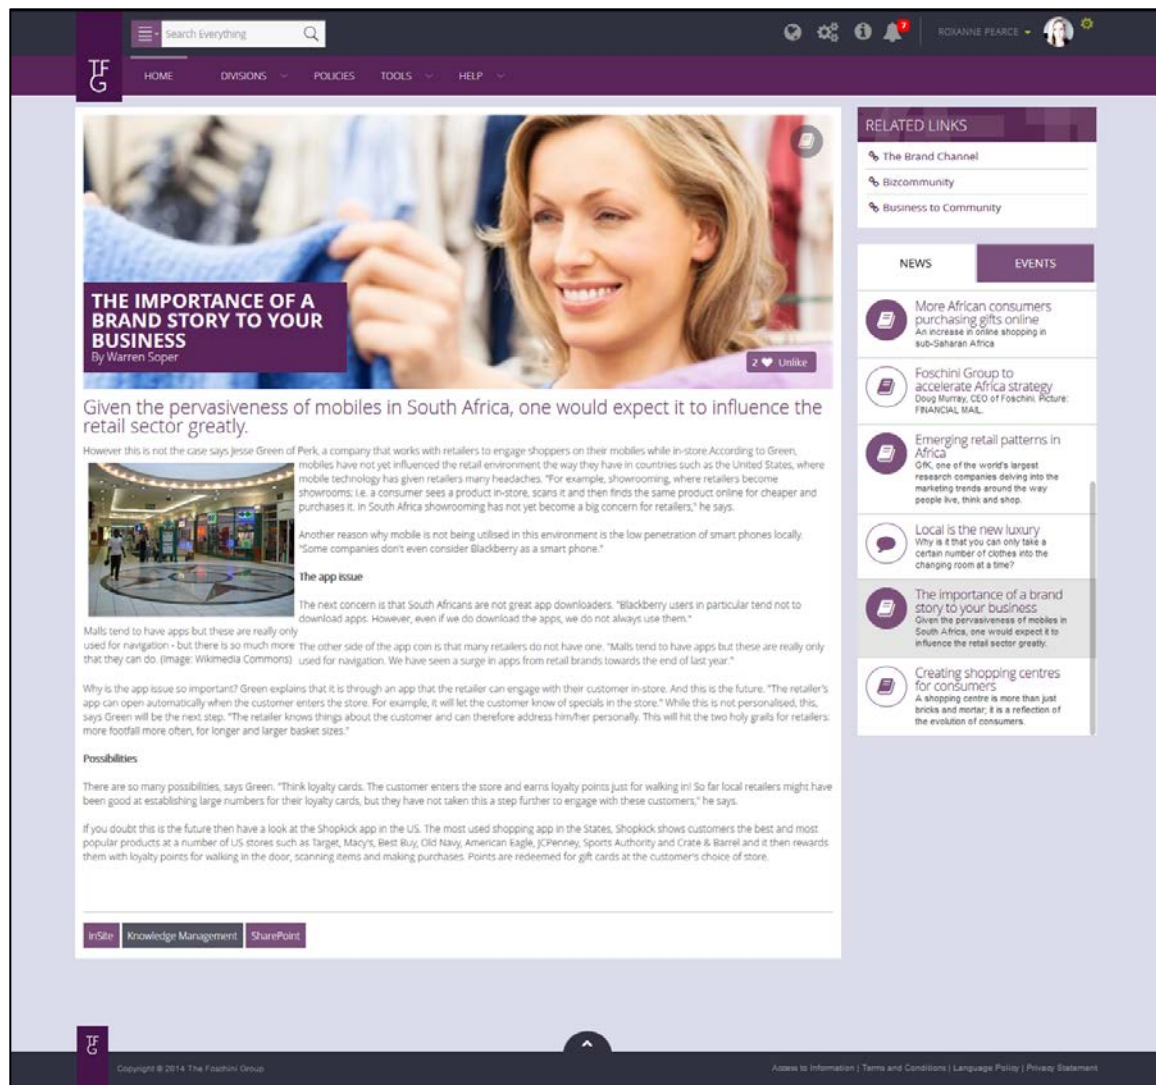 Search Everything
7
ROXANNE PEARCE
TFG
HOME
DIVISIONS
POLICIES
TOOLS
HELP
THE IMPORTANCE OF A
BRAND STORY TO YOUR
BUSINESS
By Warren Soper
2 Unlike
Given the pervasiveness of mobiles in South Africa, one would expect it to influence the
retail sector greatly.
However this is not the case says Jesse Green of Perk, a company that works with retailers to engage shoppers on their mobiles while in-store.According to Green,
mobiles have not yet influenced the retail environment the way they have in countries such as the United States, where
mobile technology has given retailers many headaches. "For example, showrooming, where retailers become
showrooms; i.e. a consumer sees a product in-store, scans it and then finds the same product online for cheaper and
purchases it. In South Africa showrooming has not yet become a big concern for retailers," he says.
Another reason why mobile is not being utilised in this environment is the low penetration of smart phones locally.
"Some companies don't even consider Blackberry as a smart phone."
The app issue
The next concern is that South Africans are not great app downloaders. "Blackberry users in particular tend not to
download apps. However, even if we do download the apps, we do not always use them."
Malls tend to have apps but these are really only
used for navigation - but there is so much more
that they can do. (Image: Wikimedia Commons)
The other side of the app coin is that many retailers do not have one. "Malls tend to have apps but these are really only
used for navigation. We have seen a surge in apps from retail brands towards the end of last year."
Why is the app issue so important? Green explains that it is through an app that the retailer can engage with their customer in-store. And this is the future. "The retailer's
app can open automatically when the customer enters the store. For example, it will let the customer know of specials in the store." While this is not personalised, this,
says Green will be the next step. "The retailer knows things about the customer and can therefore address him/her personally. This will hit the two holy grails for retailers:
more footfall more often, for longer and larger basket sizes."
Possibilities
There are so many possibilities, says Green. "Think loyalty cards. The customer enters the store and earns loyalty points just for walking in! So far local retailers might have
been good at establishing large numbers for their loyalty cards, but they have not taken this a step further to engage with these customers," he says.
If you doubt this is the future then have a look at the Shopkick app in the US. The most used shopping app in the States, Shopkick shows customers the best and most
popular products at a number of US stores such as Target, Macy's, Best Buy, Old Navy, American Eagle, JCPenney, Sports Authority and Crate & Barrel and it then rewards
them with loyalty points for walking in the door, scanning items and making purchases. Points are redeemed for gift cards at the customer's choice of store.
InSite
Knowledge Management
SharePoint
RELATED LINKS
The Brand Channel
Bizcommunity
Business to Community
NEWS
EVENTS
More African consumers
purchasing gifts online
An increase in online shopping in
sub-Saharan Africa
Foschini Group to
accelerate Africa strategy
Doug Murray, CEO of Foschini. Picture:
FINANCIAL MAIL.
Emerging retail patterns in
Africa
GfK, one of the world's largest
research companies delving into the
marketing trends around the way
people live, think and shop.
Local is the new luxury
Why is it that you can only take a
certain number of clothes into the
changing room at a time?
The importance of a brand
story to your business
Given the pervasiveness of mobiles in
South Africa, one would expect it to
influence the retail sector greatly.
Creating shopping centres
for consumers
A shopping centre is more than just
bricks and mortar; it is a reflection of
the evolution of consumers.
TFG
Copyright © 2014 The Foschini Group
Access to Information | Terms and Conditions | Language Policy | Privacy Statement